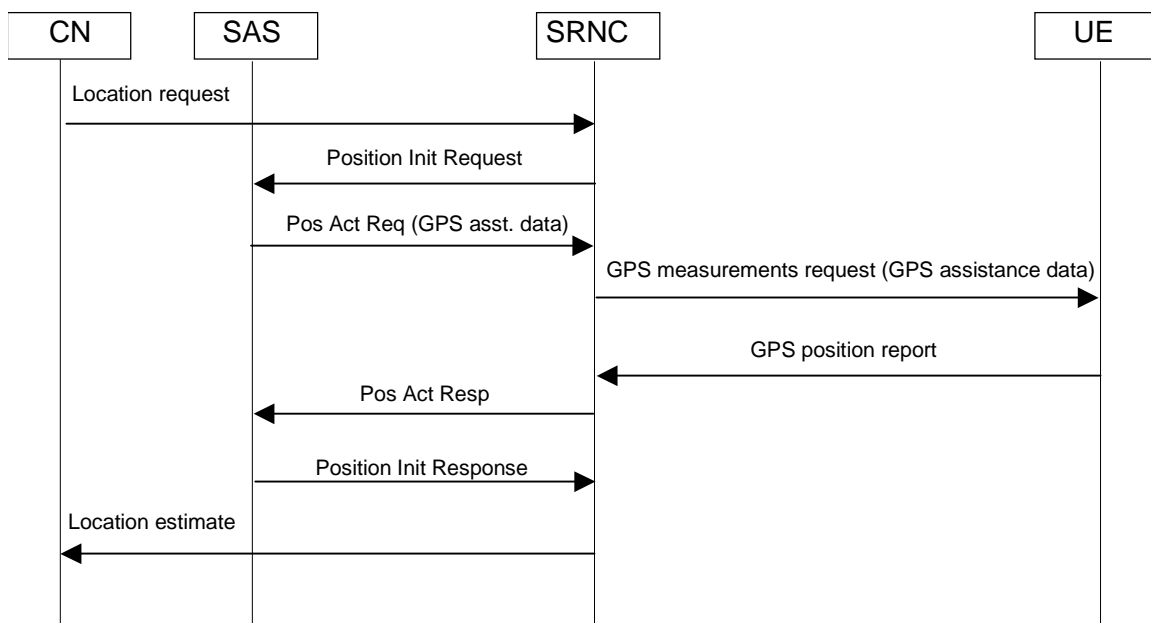 CN
SAS
SRNC
UE
Location request
Position Init Request
Pos Act Req (GPS asst. data)
GPS measurements request (GPS assistance data)
GPS position report
Pos Act Resp
Position Init Response
Location estimate